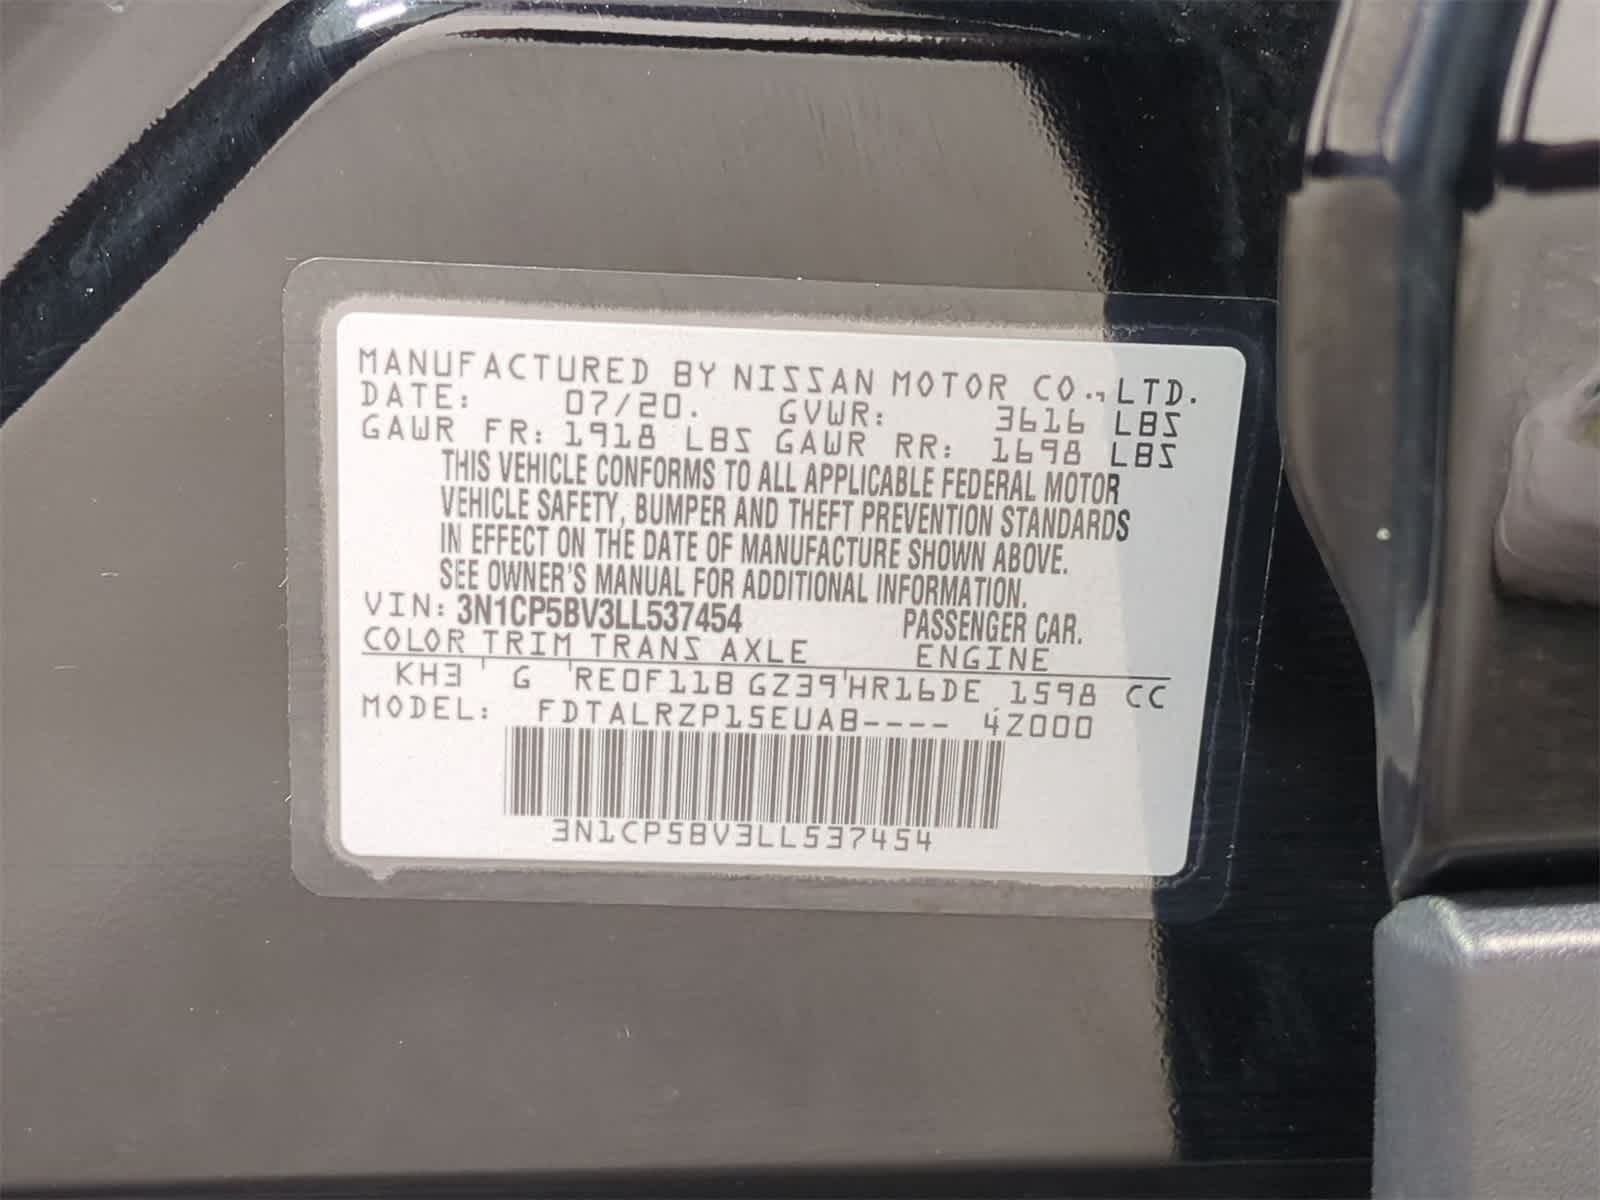 MANUFACTURED BY NISSAN MOTOR CO., LTD.
DATE: 07/20. GVWR: 3616 LBS
GAWR FR: 1918 LBS GAWR RR: 1698 LBS
THIS VEHICLE CONFORMS TO ALL APPLICABLE FEDERAL MOTOR
VEHICLE SAFETY, BUMPER AND THEFT PREVENTION STANDARDS
IN EFFECT ON THE DATE OF MANUFACTURE SHOWN ABOVE.
SEE OWNER'S MANUAL FOR ADDITIONAL INFORMATION.
VIN: 3N1CP5BV3LL537454 PASSENGER CAR.
COLOR TRIM TRANS AXLE ENGINE
KH3 ' G 'RE0F11B GZ39'HR16DE 1598 CC
MODEL: FDTALRZP15EUAB---- 4Z000
3N1CP5BV3LL537454